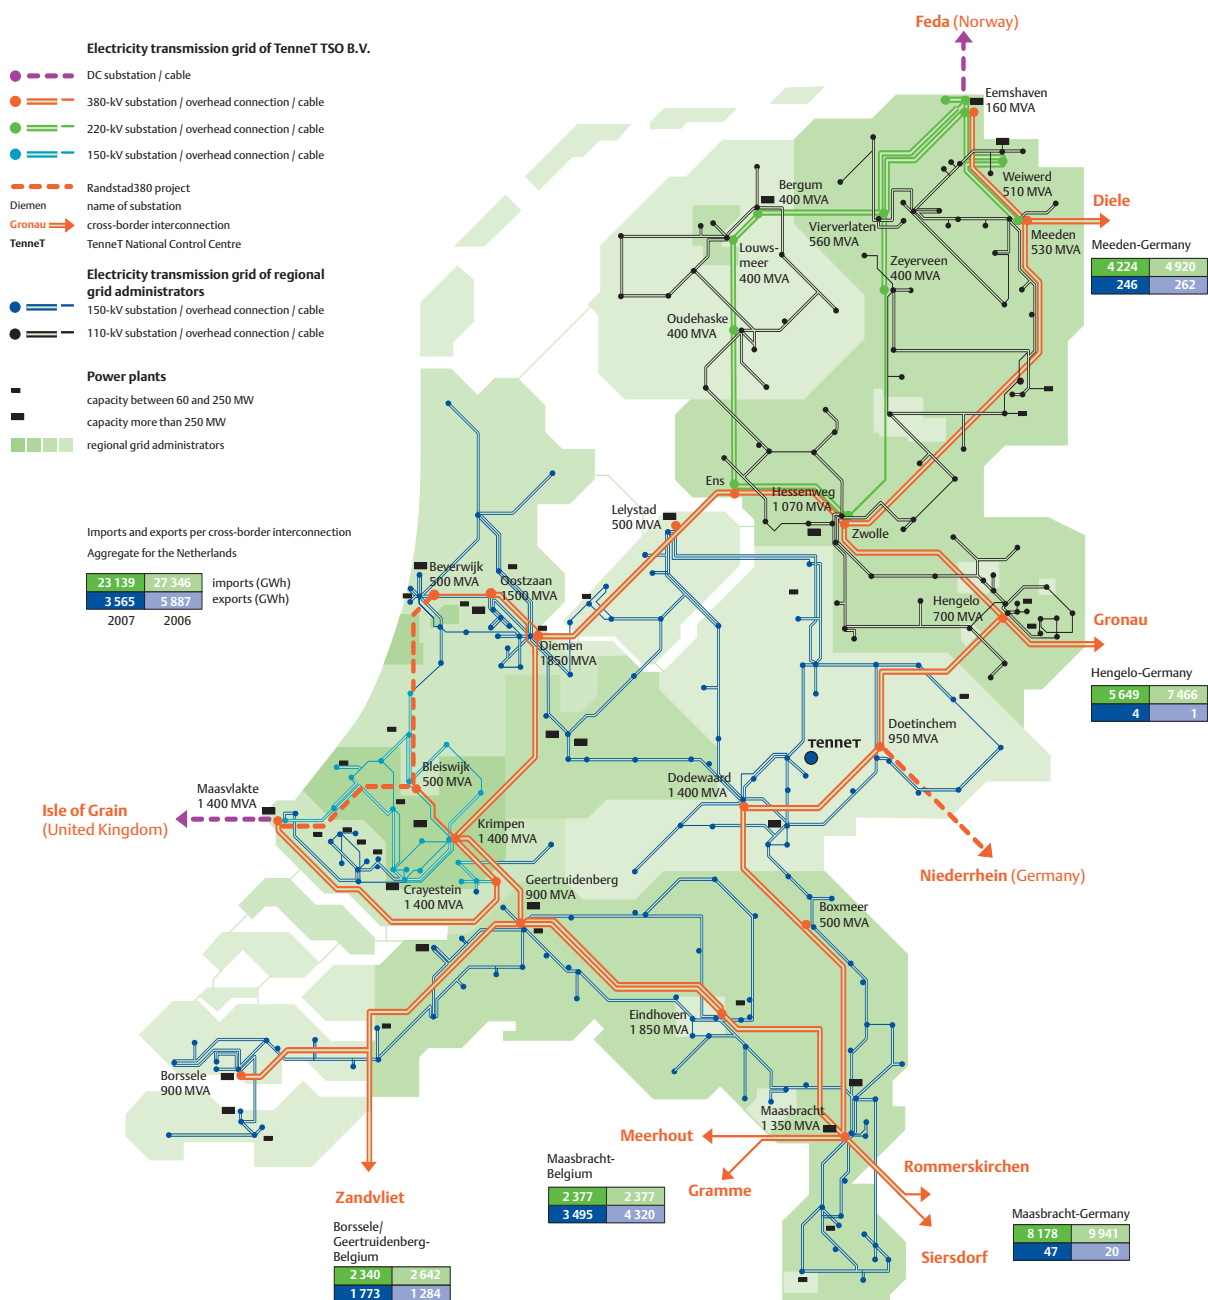 Feda (Norway)
Electricity transmission grid of TenneT TSO B.V.
DC substation / cable
380-kV substation / overhead connection / cable
220-kV substation / overhead connection / cable
150-kV substation / overhead connection / cable
Randstad380 project
Diemen name of substation
Gronau cross-border interconnection
TenneT TenneT National Control Centre
Electricity transmission grid of regional
grid administrators
150-kV substation / overhead connection / cable
110-kV substation / overhead connection / cable
Power plants
capacity between 60 and 250 MW
capacity more than 250 MW
regional grid administrators
Imports and exports per cross-border interconnection
Aggregate for the Netherlands
23 139 27 346 imports (GWh)
3 565 5 887 exports (GWh)
2007 2006
Eemshaven
160 MVA
Weiwerd
510 MVA
Bergum
400 MVA
Vierverlaten
560 MVA
Diele
Meeden
530 MVA
Meeden-Germany
4 224 4 920
246 262
Louws-
meer
400 MVA
Zeyerveen
400 MVA
Oudehaske
400 MVA
Ens
Hessenweg
1 070 MVA
Lelystad
500 MVA
Zwolle
Beverwijk
500 MVA
Oostzaan
1500 MVA
Hengelo
700 MVA
Gronau
Diemen
1850 MVA
Hengelo-Germany
5 649 7 466
4 1
Doetinchem
950 MVA
TenneT
Bleiswijk
500 MVA
Dodewaard
1 400 MVA
Maasvlakte
1 400 MVA
Isle of Grain
(United Kingdom)
Krimpen
1 400 MVA
Niederrhein (Germany)
Crayestein
1 400 MVA
Geertruidenberg
900 MVA
Boxmeer
500 MVA
Eindhoven
1 850 MVA
Borssele
900 MVA
Maasbracht
1 350 MVA
Meerhout
Gramme
Rommerskirchen
Siersdorf
Maasbracht-
Belgium
2 377 2 377
3 495 4 320
Maasbracht-Germany
8 178 9 941
47 20
Zandvliet
Borssele/
Geertruidenberg-
Belgium
2 340 2 642
1 773 1 284